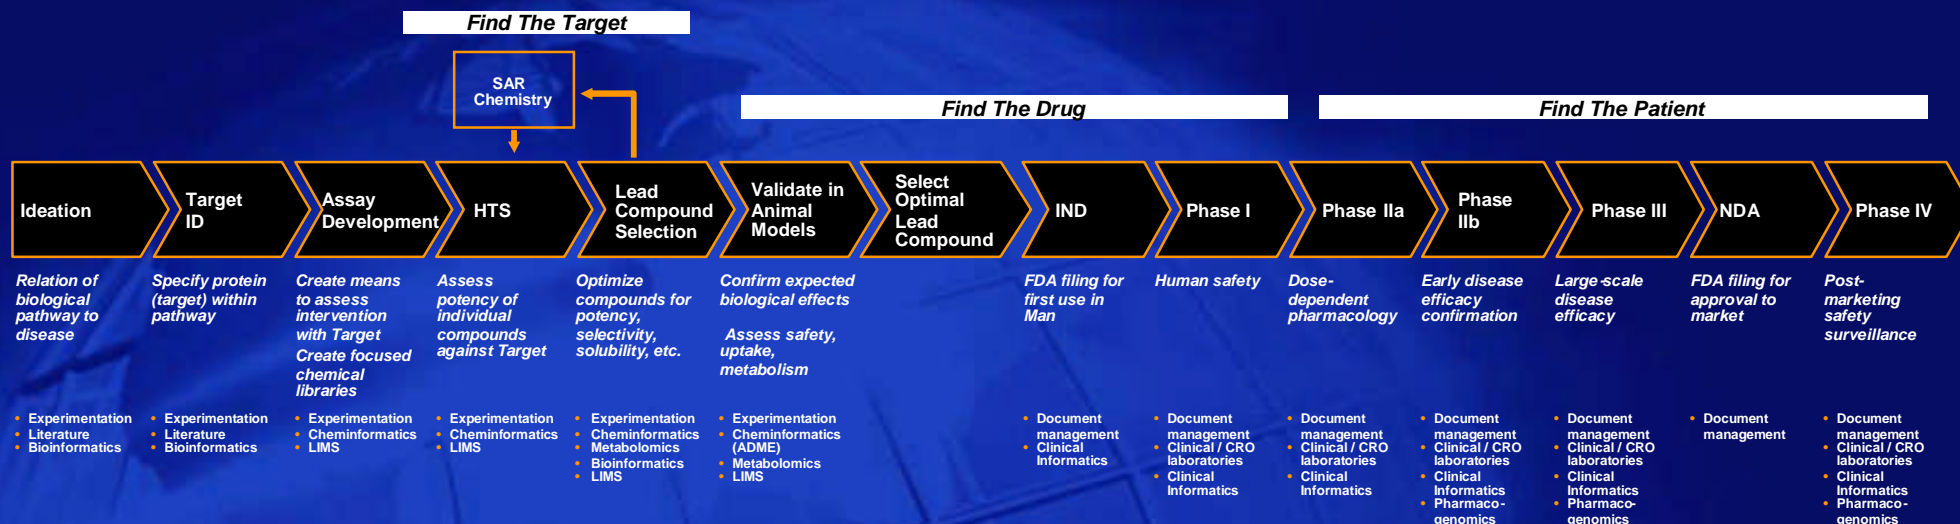 Find The Target
SAR
Chemistry
Find The Drug
Find The Patient
Ideation
Target
ID
Assay
Development
HTS
Lead
Compound
Selection
Validate in
Animal
Models
Select
Optimal
Lead
Compound
IND
Phase I
Phase IIa
Phase
IIb
Phase III
NDA
Phase IV
Relation of
biological
pathway to
disease
Specify protein
(target) within
pathway
Create means
to assess
intervention
with Target
Create focused
chemical
libraries
Assess
potency of
individual
compounds
against Target
Optimize
compounds for
potency,
selectivity,
solubility, etc.
Confirm expected
biological effects
Assess safety,
uptake,
metabolism
FDA filing for
first use in
Man
Human safety
Dose-
dependent
pharmacology
Early disease
efficacy
confirmation
Large-scale
disease
efficacy
FDA filing for
approval to
market
Post-
marketing
safety
surveillance
• Experimentation
• Literature
• Bioinformatics
• Experimentation
• Literature
• Bioinformatics
• Experimentation
• Cheminformatics
• LIMS
• Experimentation
• Cheminformatics
• LIMS
• Experimentation
• Cheminformatics
• Metabolomics
• Bioinformatics
• LIMS
• Experimentation
• Cheminformatics
(ADME)
• Metabolomics
• LIMS
• Document
management
• Clinical
Informatics
• Document
management
• Clinical / CRO
laboratories
• Clinical
Informatics
• Document
management
• Clinical / CRO
laboratories
• Clinical
Informatics
• Document
management
• Clinical / CRO
laboratories
• Clinical
Informatics
• Pharmaco-
genomics
• Document
management
• Clinical / CRO
laboratories
• Clinical
Informatics
• Pharmaco-
genomics
• Document
management
• Document
management
• Clinical / CRO
laboratories
• Clinical
Informatics
• Pharmaco-
genomics